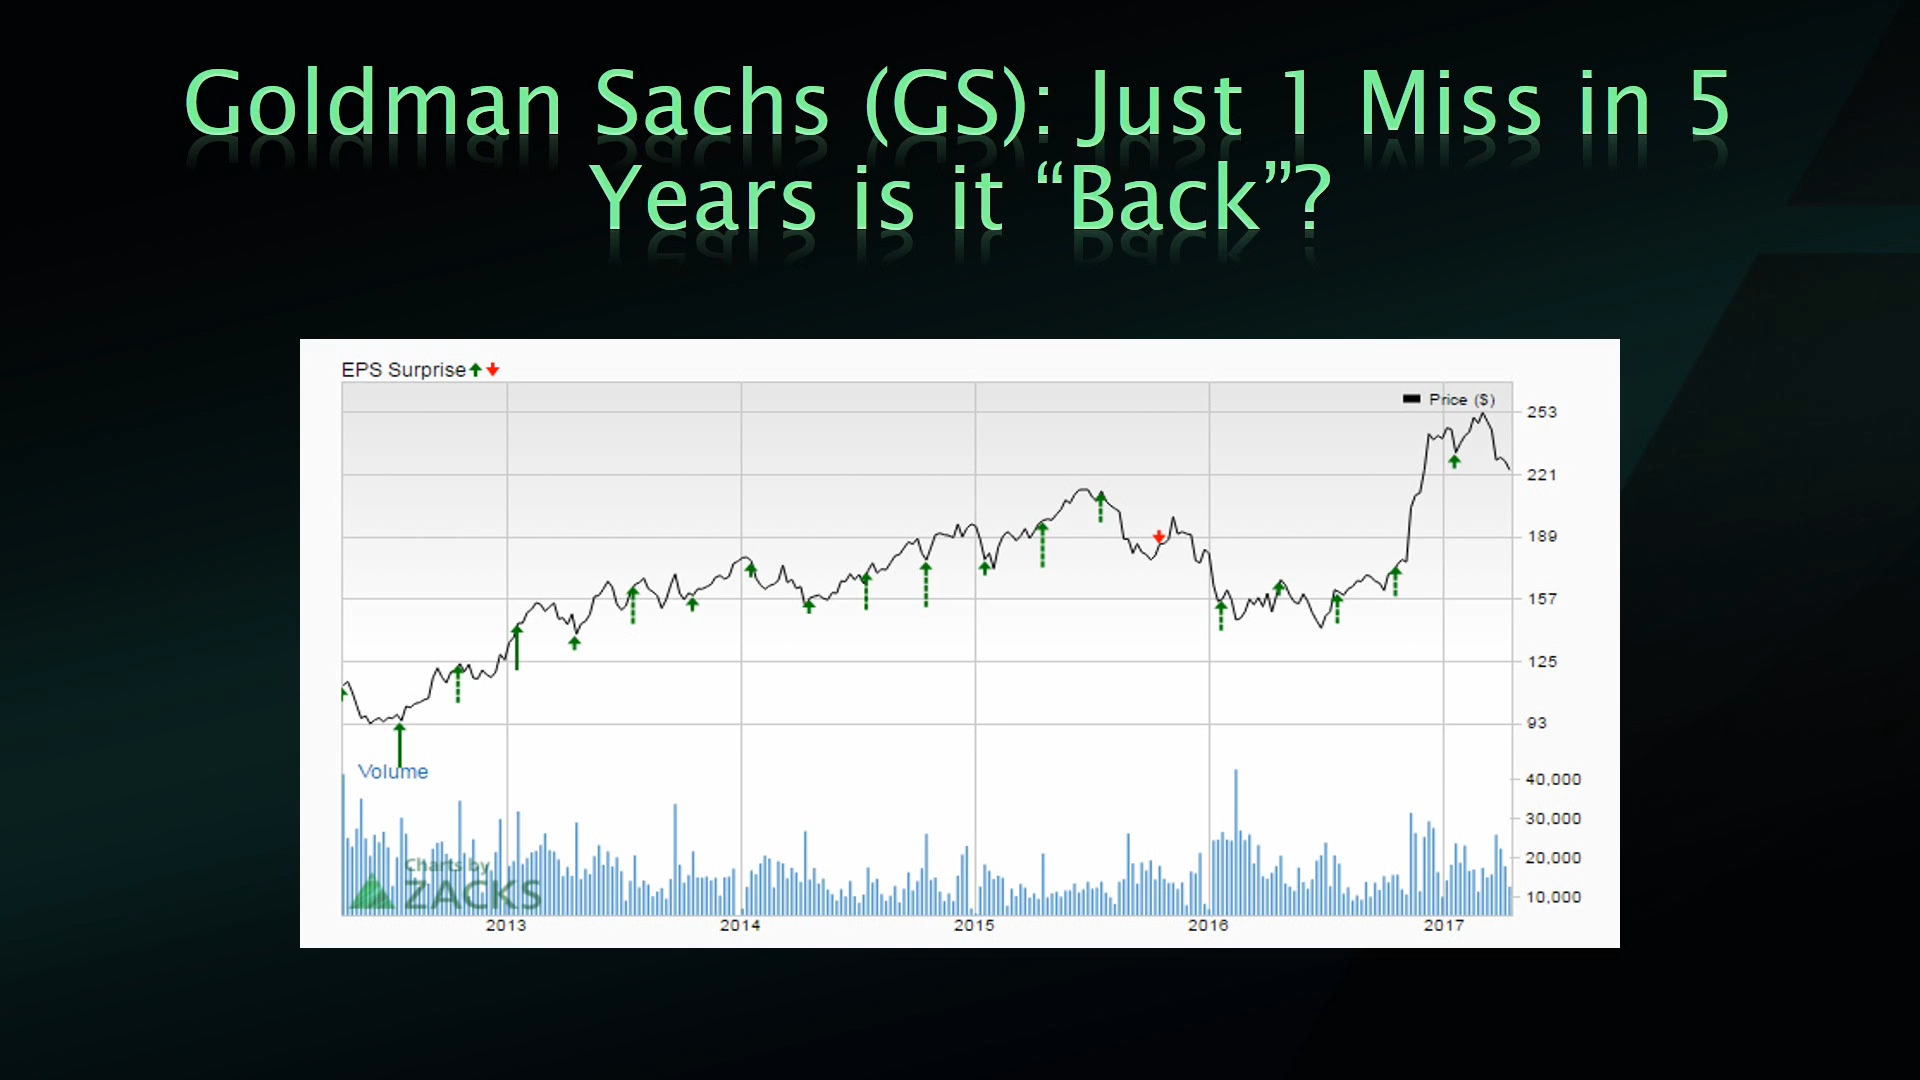 Goldman Sachs (GS): Just 1 Miss in 5
Years is it “Back”?
EPS Surprise
Price ($)
253
221
189
157
125
93
Volume
40,000
30,000
20,000
10,000
Charts by
ZACKS
2013 2014 2015 2016 2017